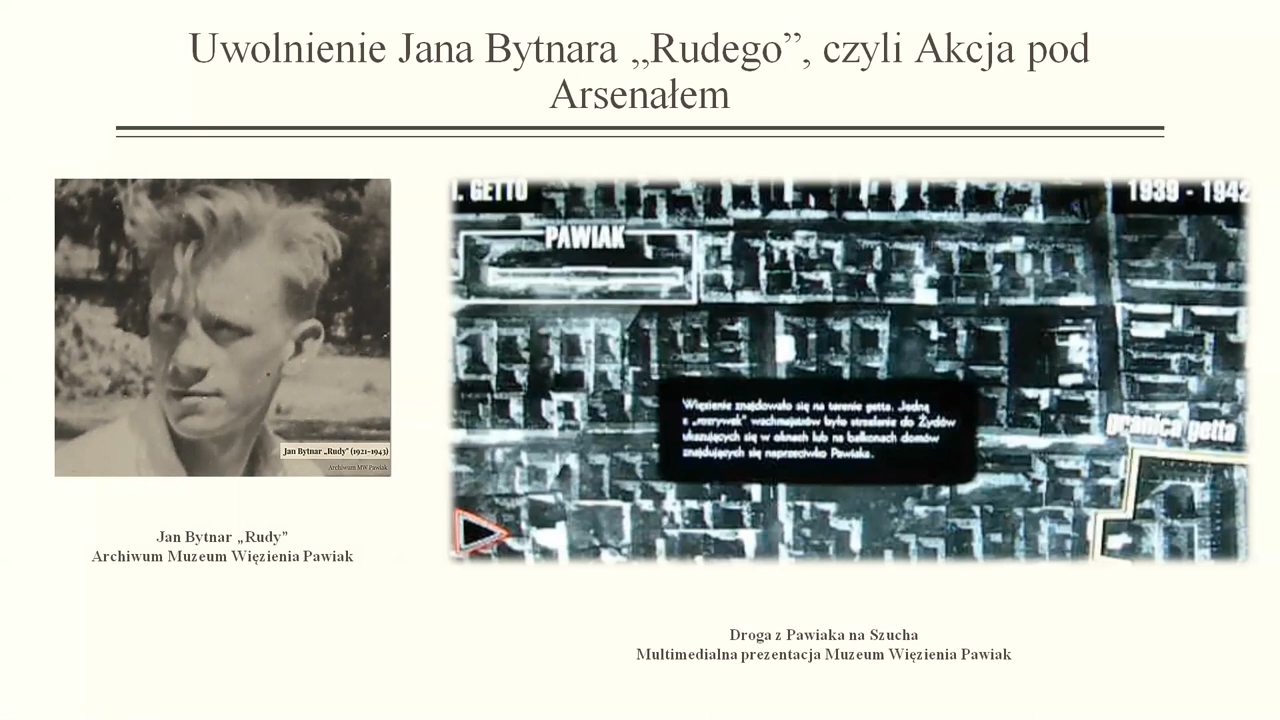 Uwolnienie Jana Bytnara „Rudego”, czyli Akcja pod
Arsenałem
Jan Bytnar „Rudy” (1921-1943)
Archiwum MW Pawiak
Jan Bytnar „Rudy”
Archiwum Muzeum Więzienia Pawiak
. GETTO
1939 - 1942
PAWIAK
Więzienie znajdowało się na terenie getta. Jedną
z „rozrywek” wachmajstrów było strzelanie do Żydów
ukazujących się w oknach lub na balkonach domów
znajdujących się naprzeciwko Pawiaka.
granica getta
Droga z Pawiaka na Szucha
Multimedialna prezentacja Muzeum Więzienia Pawiak